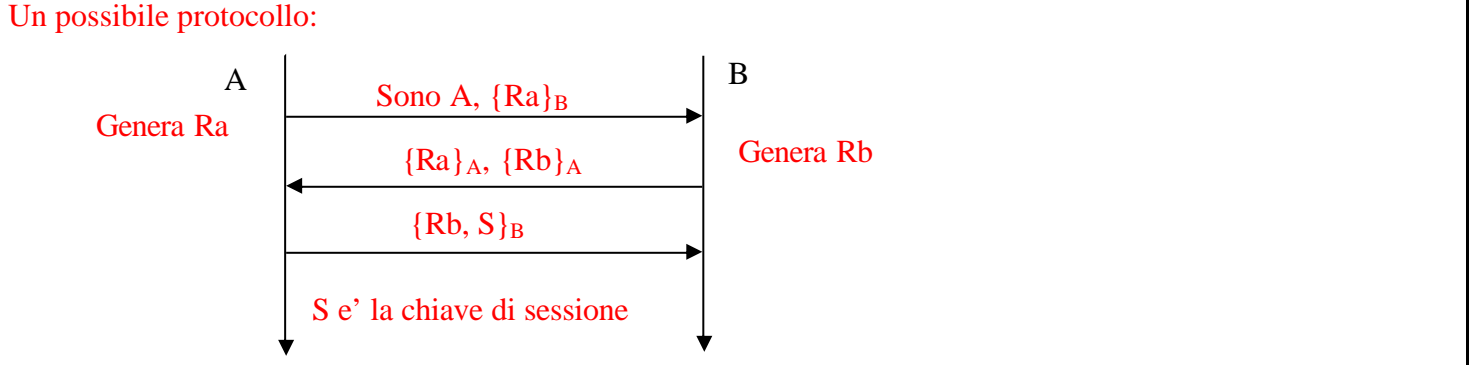 Un possibile protocollo:
A
B
Sono A, {Ra}B
Genera Ra
Genera Rb
{Ra}A, {Rb}A
{Rb, S}B
S e’ la chiave di sessione